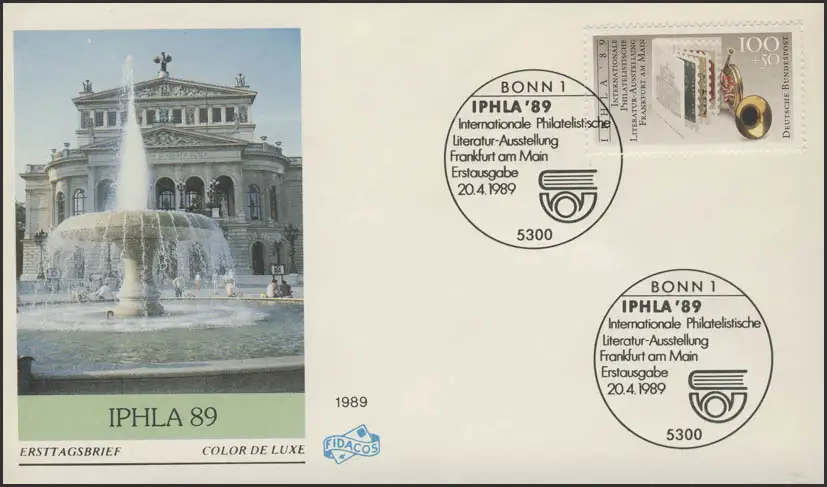 IPHLA 89
ERSTTAGSBRIEF
COLOR DE LUXE
1989
FIDACOS
BONN 1
IPHLA '89
Internationale Philatelistische
Literatur-Ausstellung
Frankfurt am Main
Erstausgabe
20.4.1989
5300
IPHLA '89
INTERNATIONALE
PHILATELISTISCHE
LITERATUR-AUSSTELLUNG
FRANKFURT AM MAIN
100
+50
DEUTSCHE BUNDESPOST
BONN 1
IPHLA '89
Internationale Philatelistische
Literatur-Ausstellung
Frankfurt am Main
Erstausgabe
20.4.1989
5300